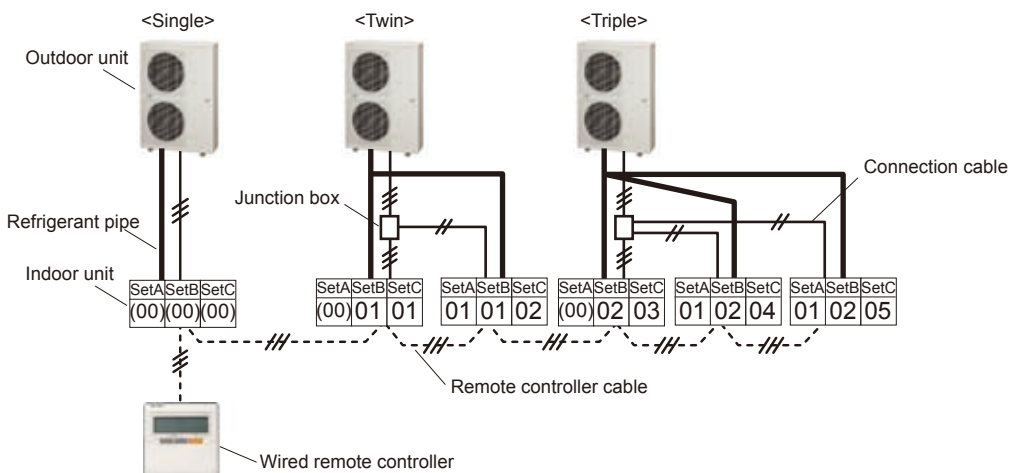 <Single> <Twin> <Triple>
Outdoor unit
Connection cable
Junction box
Refrigerant pipe
Indoor unit
SetA SetB SetC SetA SetB SetC SetA SetB SetC SetA SetB SetC SetA SetB SetC SetA SetB SetC
(00) (00) (00) (00) 01 01 01 01 02 (00) 02 03 01 02 04 01 02 05
Remote controller cable
Wired remote controller